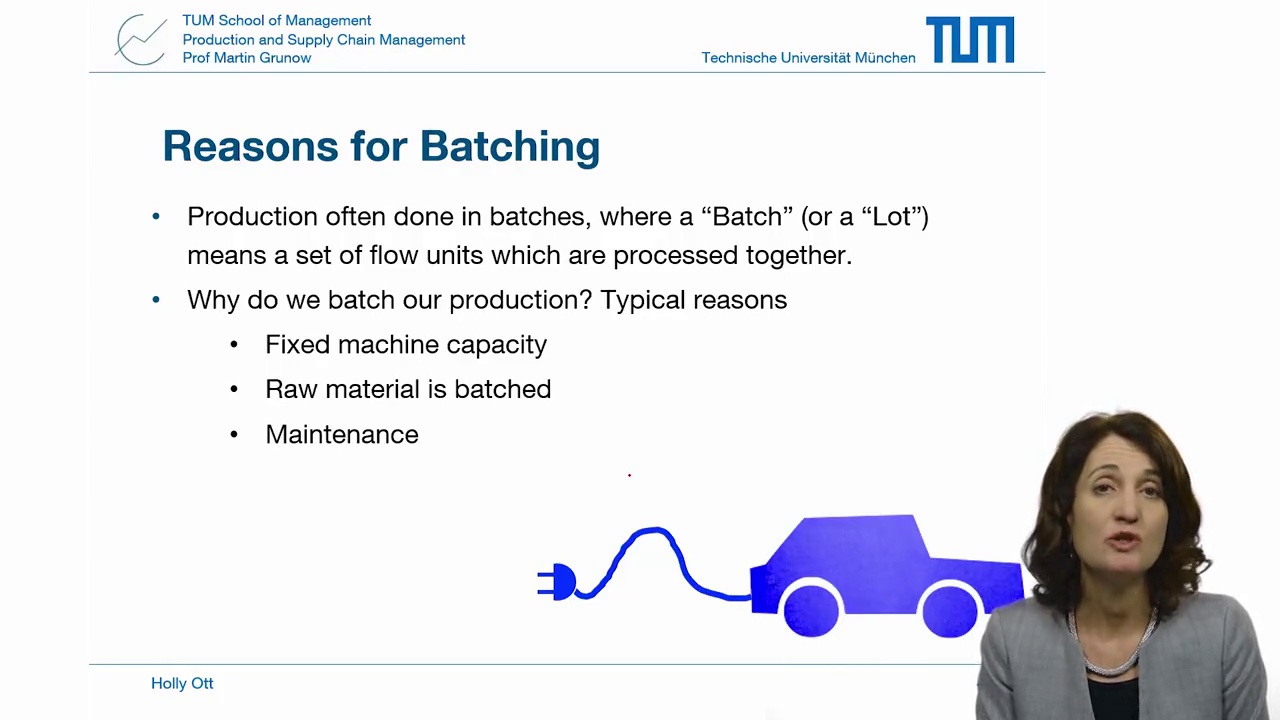 TUM School of Management
Production and Supply Chain Management
Prof Martin Grunow
Technische Universität München
TUM
Reasons for Batching
• Production often done in batches, where a “Batch” (or a “Lot”)
means a set of flow units which are processed together.
• Why do we batch our production? Typical reasons
• Fixed machine capacity
• Raw material is batched
• Maintenance
Holly Ott